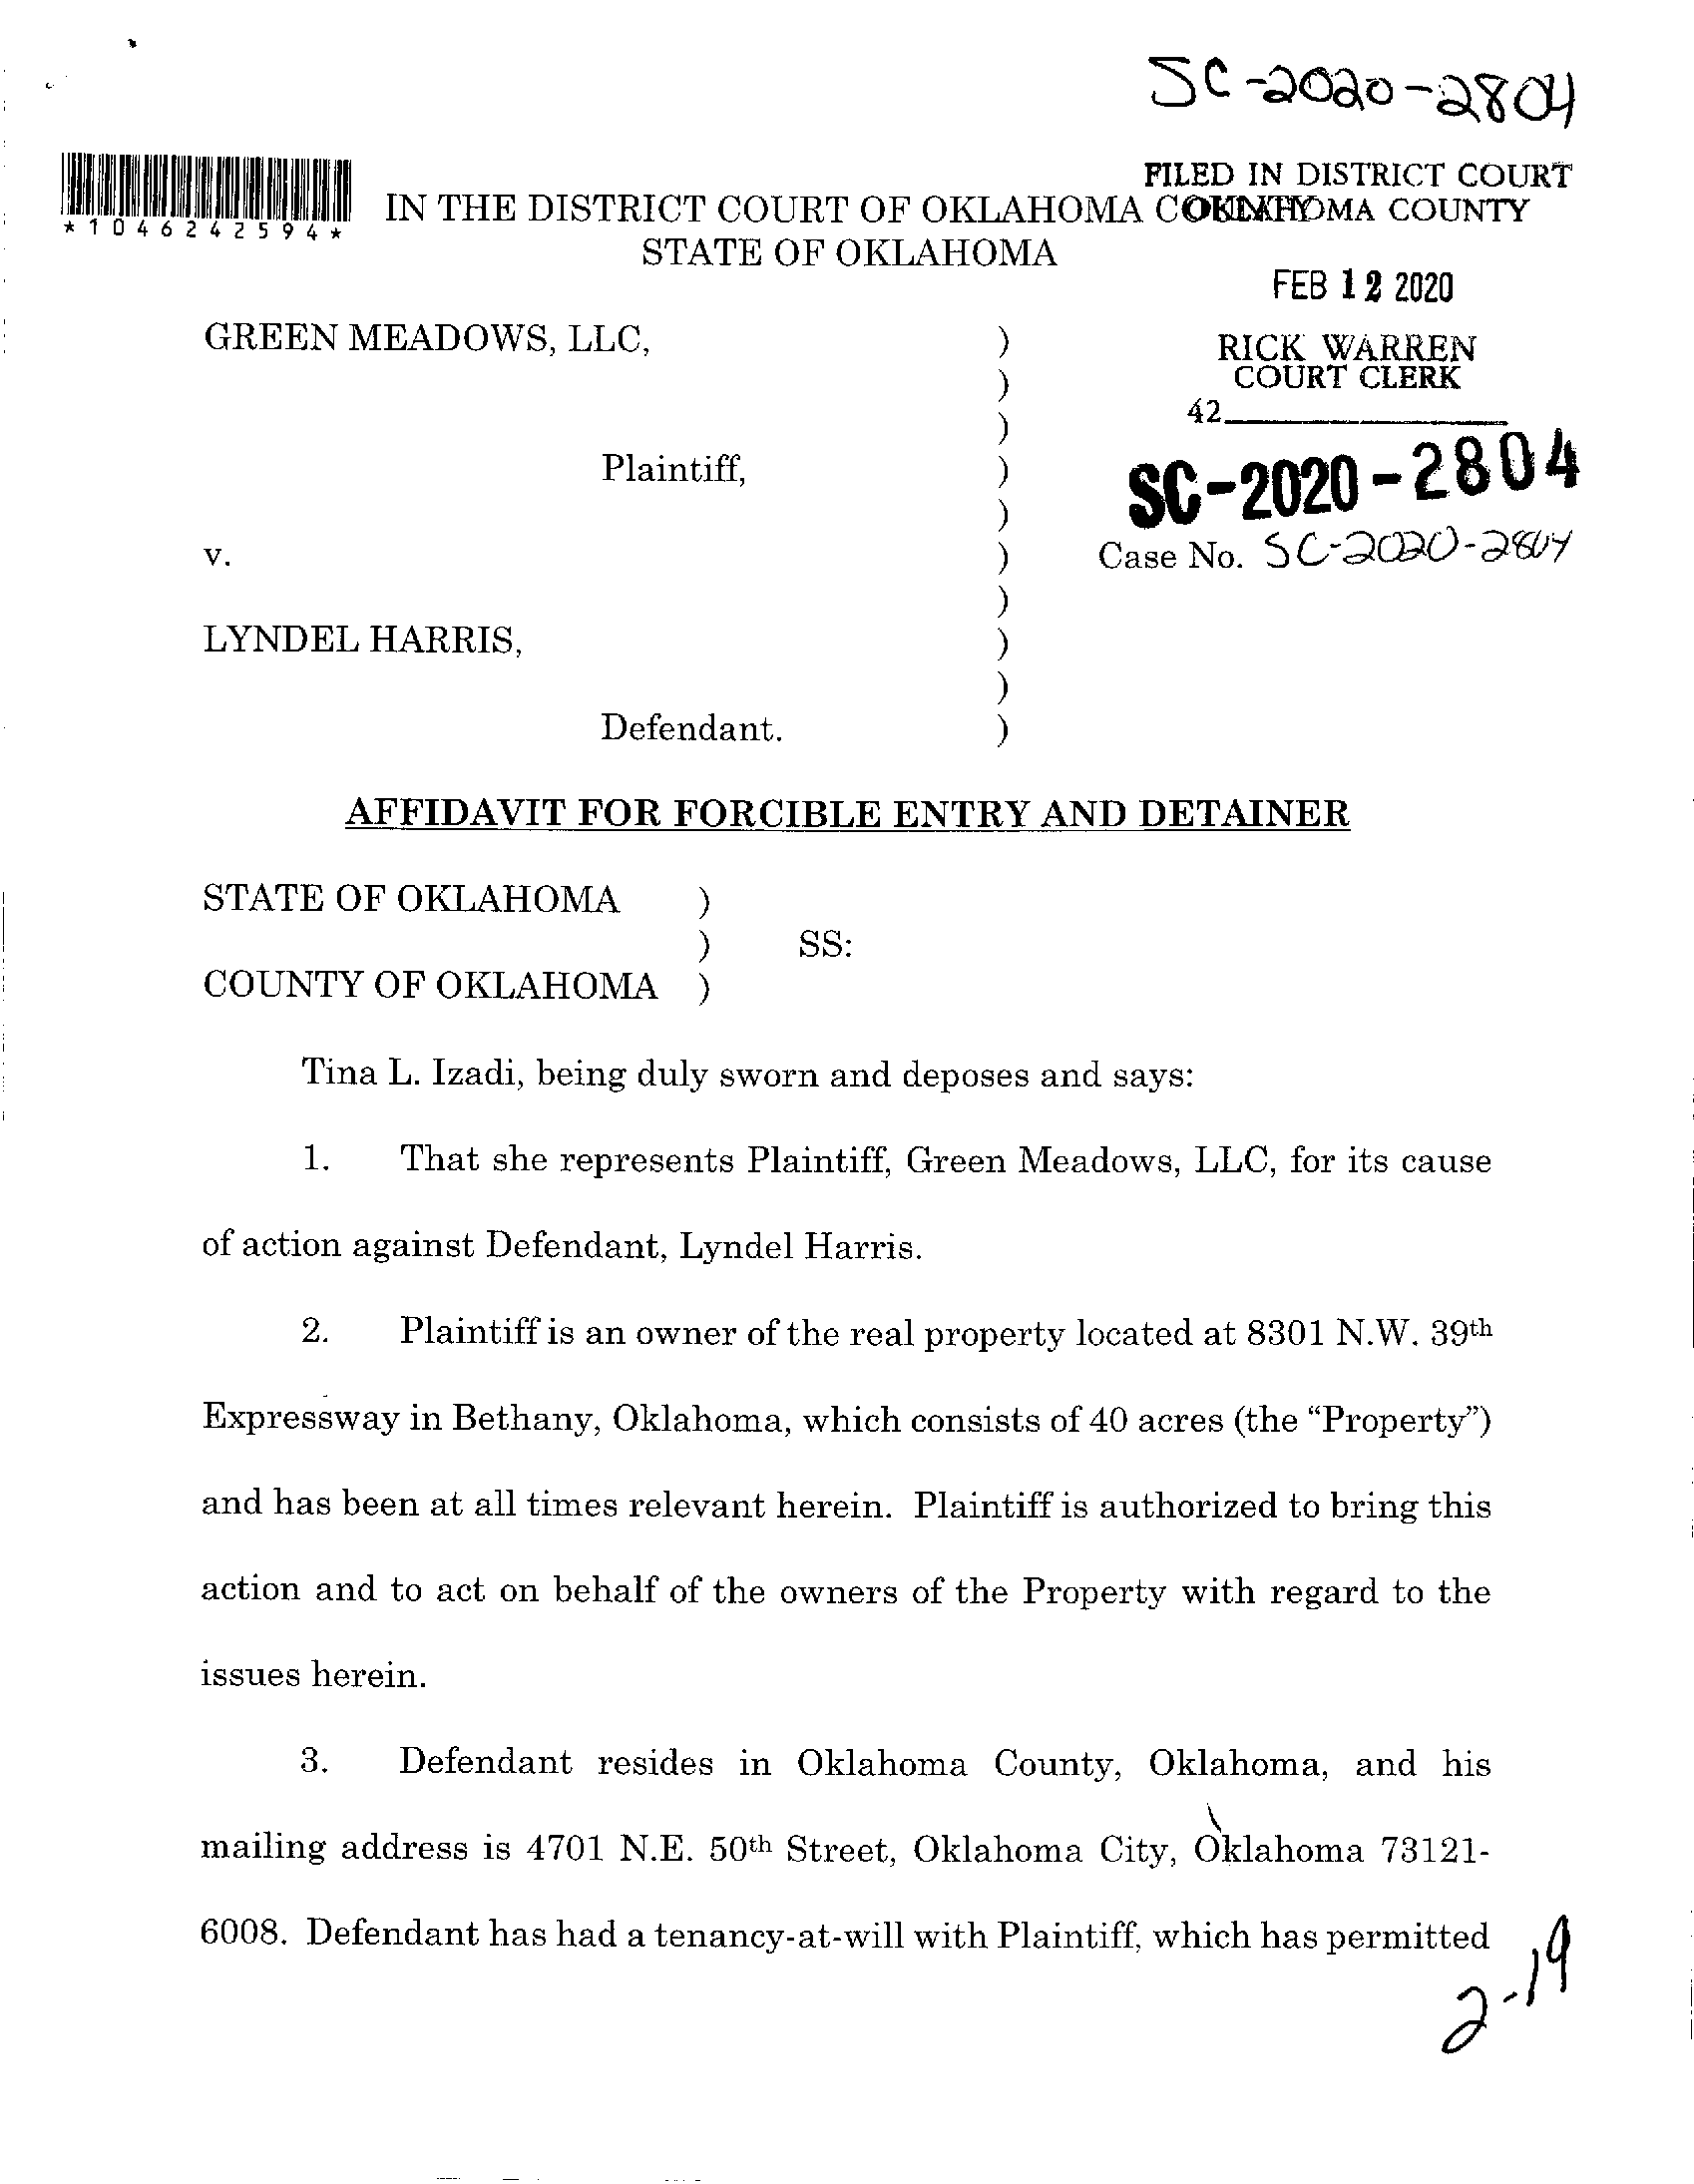 SC-2020-2804
FILED IN DISTRICT COURT
OKLAHOMA COUNTY
*1046242594*
IN THE DISTRICT COURT OF OKLAHOMA COUNTY
STATE OF OKLAHOMA
FEB 12 2020
GREEN MEADOWS, LLC, )
RICK WARREN
COURT CLERK
)
42
)
Plaintiff, )
SC-2020-2804
)
v. ) Case No. SC-2020-2804
)
LYNDEL HARRIS, )
)
Defendant. )
AFFIDAVIT FOR FORCIBLE ENTRY AND DETAINER
STATE OF OKLAHOMA )
) SS:
COUNTY OF OKLAHOMA )
Tina L. Izadi, being duly sworn and deposes and says:
1. That she represents Plaintiff, Green Meadows, LLC, for its cause
of action against Defendant, Lyndel Harris.
2. Plaintiff is an owner of the real property located at 8301 N.W. 39th
Expressway in Bethany, Oklahoma, which consists of 40 acres (the “Property”)
and has been at all times relevant herein. Plaintiff is authorized to bring this
action and to act on behalf of the owners of the Property with regard to the
issues herein.
3. Defendant resides in Oklahoma County, Oklahoma, and his
mailing address is 4701 N.E. 50th Street, Oklahoma City, Oklahoma 73121-
6008. Defendant has had a tenancy-at-will with Plaintiff, which has permitted
2-19